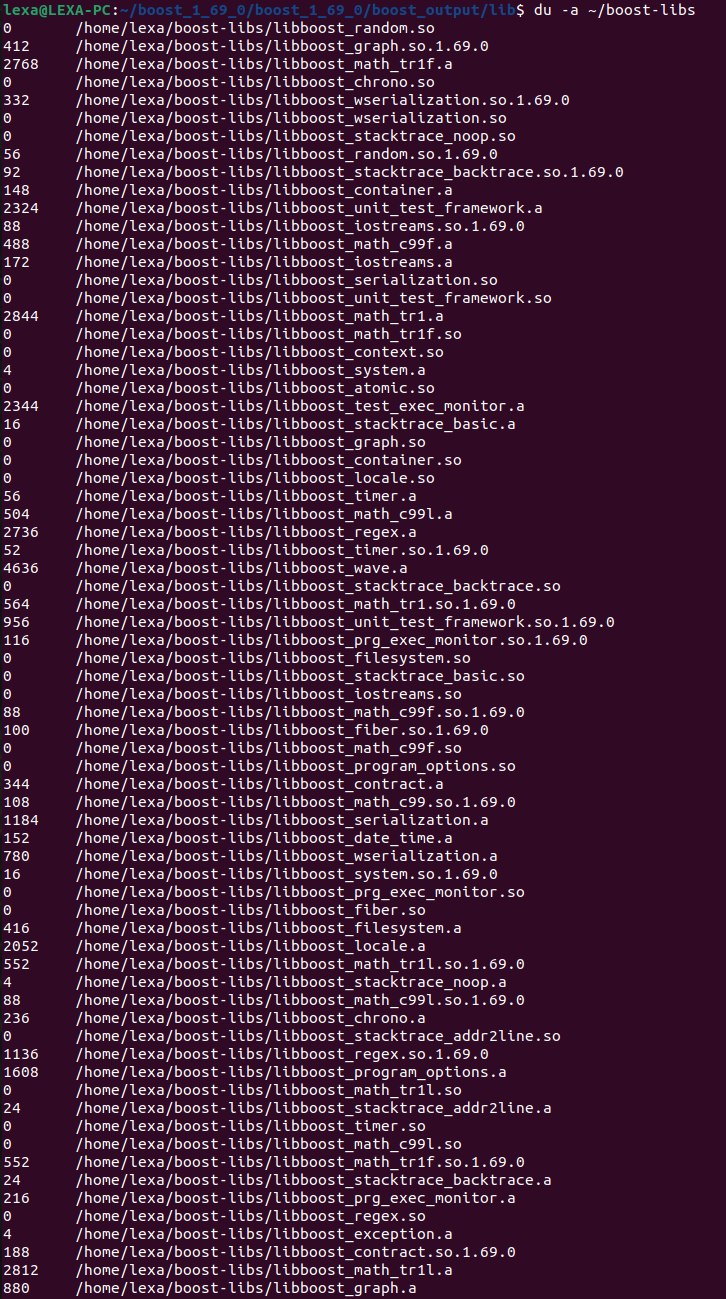 lexa@LEXA-PC:~/boost_1_69_0/boost_1_69_0/boost_output/lib$ du -a ~/boost-libs
0 /home/lexa/boost-libs/libboost_random.so
412 /home/lexa/boost-libs/libboost_graph.so.1.69.0
2768 /home/lexa/boost-libs/libboost_math_tr1f.a
0 /home/lexa/boost-libs/libboost_chrono.so
332 /home/lexa/boost-libs/libboost_wserialization.so.1.69.0
0 /home/lexa/boost-libs/libboost_wserialization.so
0 /home/lexa/boost-libs/libboost_stacktrace_noop.so
56 /home/lexa/boost-libs/libboost_random.so.1.69.0
92 /home/lexa/boost-libs/libboost_stacktrace_backtrace.so.1.69.0
148 /home/lexa/boost-libs/libboost_container.a
2324 /home/lexa/boost-libs/libboost_unit_test_framework.a
88 /home/lexa/boost-libs/libboost_iostreams.so.1.69.0
488 /home/lexa/boost-libs/libboost_math_c99f.a
172 /home/lexa/boost-libs/libboost_iostreams.a
0 /home/lexa/boost-libs/libboost_serialization.so
0 /home/lexa/boost-libs/libboost_unit_test_framework.so
2844 /home/lexa/boost-libs/libboost_math_tr1.a
0 /home/lexa/boost-libs/libboost_math_tr1f.so
0 /home/lexa/boost-libs/libboost_context.so
4 /home/lexa/boost-libs/libboost_system.a
0 /home/lexa/boost-libs/libboost_atomic.so
2344 /home/lexa/boost-libs/libboost_test_exec_monitor.a
16 /home/lexa/boost-libs/libboost_stacktrace_basic.a
0 /home/lexa/boost-libs/libboost_graph.so
0 /home/lexa/boost-libs/libboost_container.so
0 /home/lexa/boost-libs/libboost_locale.so
56 /home/lexa/boost-libs/libboost_timer.a
504 /home/lexa/boost-libs/libboost_math_c99l.a
2736 /home/lexa/boost-libs/libboost_regex.a
52 /home/lexa/boost-libs/libboost_timer.so.1.69.0
4636 /home/lexa/boost-libs/libboost_wave.a
0 /home/lexa/boost-libs/libboost_stacktrace_backtrace.so
564 /home/lexa/boost-libs/libboost_math_tr1.so.1.69.0
956 /home/lexa/boost-libs/libboost_unit_test_framework.so.1.69.0
116 /home/lexa/boost-libs/libboost_prg_exec_monitor.so.1.69.0
0 /home/lexa/boost-libs/libboost_filesystem.so
0 /home/lexa/boost-libs/libboost_stacktrace_basic.so
0 /home/lexa/boost-libs/libboost_iostreams.so
88 /home/lexa/boost-libs/libboost_math_c99f.so.1.69.0
100 /home/lexa/boost-libs/libboost_fiber.so.1.69.0
0 /home/lexa/boost-libs/libboost_math_c99f.so
0 /home/lexa/boost-libs/libboost_program_options.so
344 /home/lexa/boost-libs/libboost_contract.a
108 /home/lexa/boost-libs/libboost_math_c99.so.1.69.0
1184 /home/lexa/boost-libs/libboost_serialization.a
152 /home/lexa/boost-libs/libboost_date_time.a
780 /home/lexa/boost-libs/libboost_wserialization.a
16 /home/lexa/boost-libs/libboost_system.so.1.69.0
0 /home/lexa/boost-libs/libboost_prg_exec_monitor.so
0 /home/lexa/boost-libs/libboost_fiber.so
416 /home/lexa/boost-libs/libboost_filesystem.a
2052 /home/lexa/boost-libs/libboost_locale.a
552 /home/lexa/boost-libs/libboost_math_tr1l.so.1.69.0
4 /home/lexa/boost-libs/libboost_stacktrace_noop.a
88 /home/lexa/boost-libs/libboost_math_c99l.so.1.69.0
236 /home/lexa/boost-libs/libboost_chrono.a
0 /home/lexa/boost-libs/libboost_stacktrace_addr2line.so
1136 /home/lexa/boost-libs/libboost_regex.so.1.69.0
1608 /home/lexa/boost-libs/libboost_program_options.a
0 /home/lexa/boost-libs/libboost_math_tr1l.so
24 /home/lexa/boost-libs/libboost_stacktrace_addr2line.a
0 /home/lexa/boost-libs/libboost_timer.so
0 /home/lexa/boost-libs/libboost_math_c99l.so
552 /home/lexa/boost-libs/libboost_math_tr1f.so.1.69.0
24 /home/lexa/boost-libs/libboost_stacktrace_backtrace.a
216 /home/lexa/boost-libs/libboost_prg_exec_monitor.a
0 /home/lexa/boost-libs/libboost_regex.so
4 /home/lexa/boost-libs/libboost_exception.a
188 /home/lexa/boost-libs/libboost_contract.so.1.69.0
2812 /home/lexa/boost-libs/libboost_math_tr1l.a
880 /home/lexa/boost-libs/libboost_graph.a